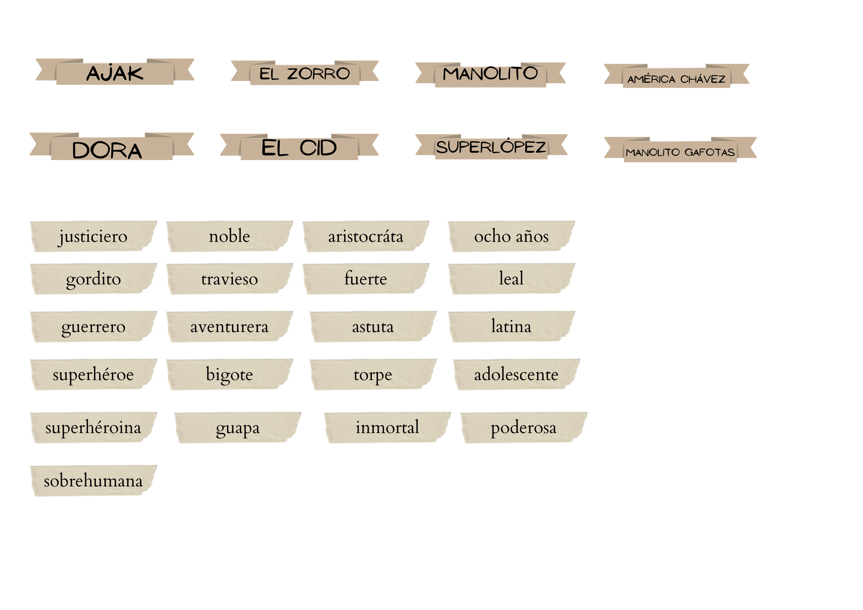 AJAK
EL ZORRO
MANOLITO
AMÉRICA CHÁVEZ
DORA
EL CID
SUPERLÓPEZ
MANOLITO GAFOTAS
justiciero
noble
aristocráta
ocho años
gordito
travieso
fuerte
leal
guerrero
aventurera
astuta
latina
superhéroe
bigote
torpe
adolescente
superhéroina
guapa
inmortal
poderosa
sobrehumana